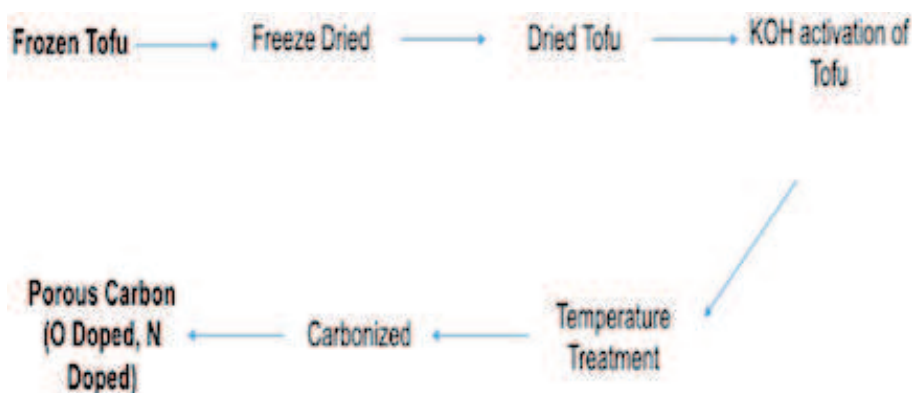 Frozen Tofu
Freeze Dried
Dried Tofu
KOH activation of
Tofu
Temperature
Treatment
Carbonized
Porous Carbon
(O Doped, N
Doped)